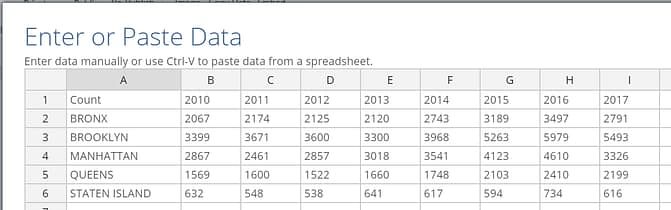 Enter or Paste Data
Enter data manually or use Ctrl-V to paste data from a spreadsheet.
A B C D E F G H I
1 Count 2010 2011 2012 2013 2014 2015 2016 2017
2 BRONX 2067 2174 2125 2120 2743 3189 3497 2791
3 BROOKLYN 3399 3671 3600 3300 3968 5263 5979 5493
4 MANHATTAN 2867 2461 2857 3018 3541 4123 4610 3326
5 QUEENS 1569 1600 1522 1660 1748 2103 2410 2199
6 STATEN ISLAND 632 548 538 641 617 594 734 616